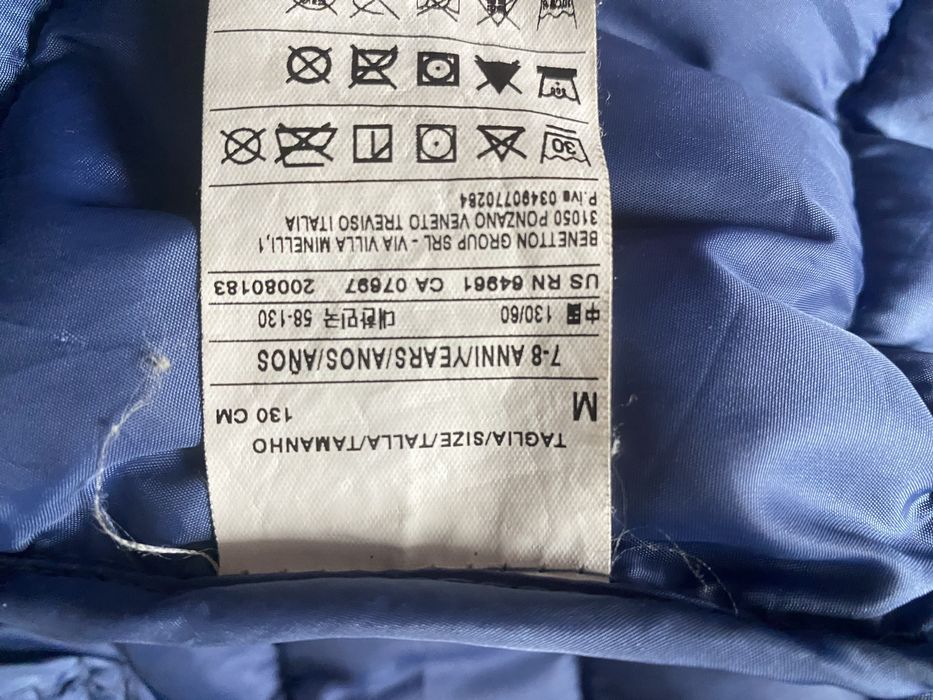 TAGLIA/SIZE/TALLA/TAMANHO
M 130 CM
7-8 ANNI/YEARS/ANOS/AÑOS
中国 130/60 대한민국 58-130
US RN 64961 CA 07697 20080183
BENETTON GROUP SRL - VIA VILLA MINELLI,1
31050 PONZANO VENETO TREVISO ITALIA
P.iva 03490770264
30